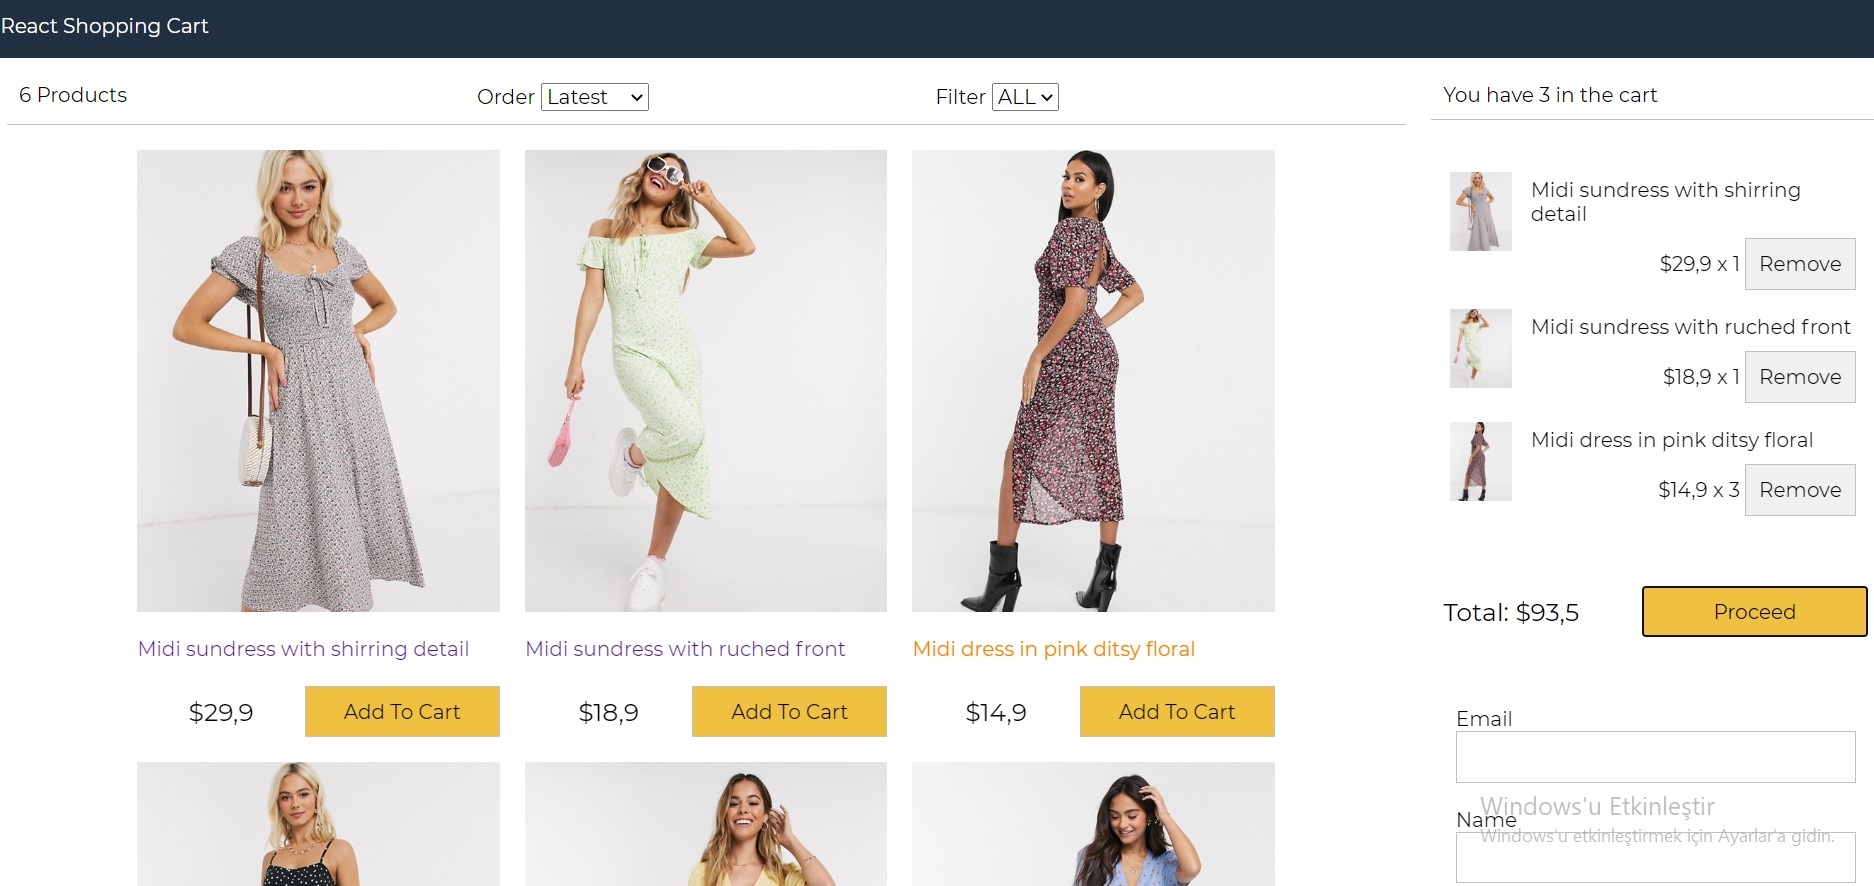 React Shopping Cart
6 Products
Order Latest
Filter ALL
You have 3 in the cart
Midi sundress with shirring
detail
$29,9 x 1 Remove
Midi sundress with ruched front
$18,9 x 1 Remove
Midi dress in pink ditsy floral
$14,9 x 3 Remove
Total: $93,5 Proceed
Midi sundress with shirring detail
Midi sundress with ruched front
Midi dress in pink ditsy floral
$29,9 Add To Cart
$18,9 Add To Cart
$14,9 Add To Cart
Email
Name
Windows'u Etkinleştir
Windows'u etkinleştirmek için Ayarlar'a gidin.